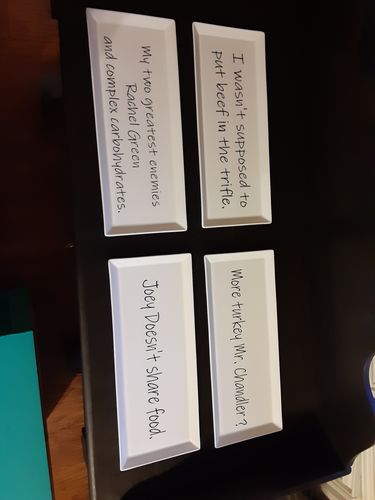 I wasn't supposed to
put beef in the trifle.
More turkey Mr. Chandler?
My two greatest enemies
Rachel Green
and complex carbohydrates.
Joey Doesn't share food.